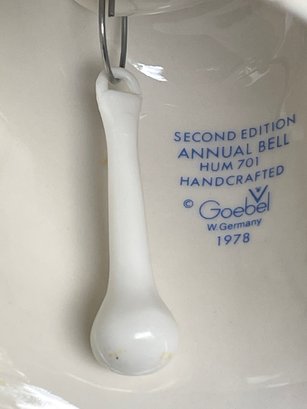 SECOND EDITION
ANNUAL BELL
HUM 701
HANDCRAFTED
© Goebel
W. Germany
1978